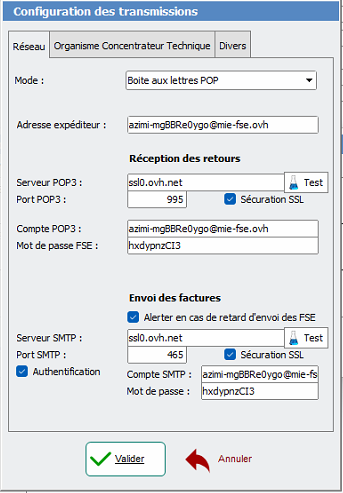 Configuration des transmissions
Réseau Organisme Concentrateur Technique Divers
Mode : Boite aux lettres POP
Adresse expéditeur : azimi-mgBBRe0ygo@mie-fse.ovh
Réception des retours
Serveur POP3 : ssl0.ovh.net Test
Port POP3 : 995 Sécuration SSL
Compte POP3 : azimi-mgBBRe0ygo@mie-fse.ovh
Mot de passe FSE : hxdypnzCI3
Envoi des factures
Alerter en cas de retard d'envoi des FSE
Serveur SMTP : ssl0.ovh.net Test
Port SMTP : 465 Sécuration SSL
Authentification Compte SMTP : azimi-mgBBRe0ygo@mie-fs
Mot de passe : hxdypnzCI3
Valider Annuler